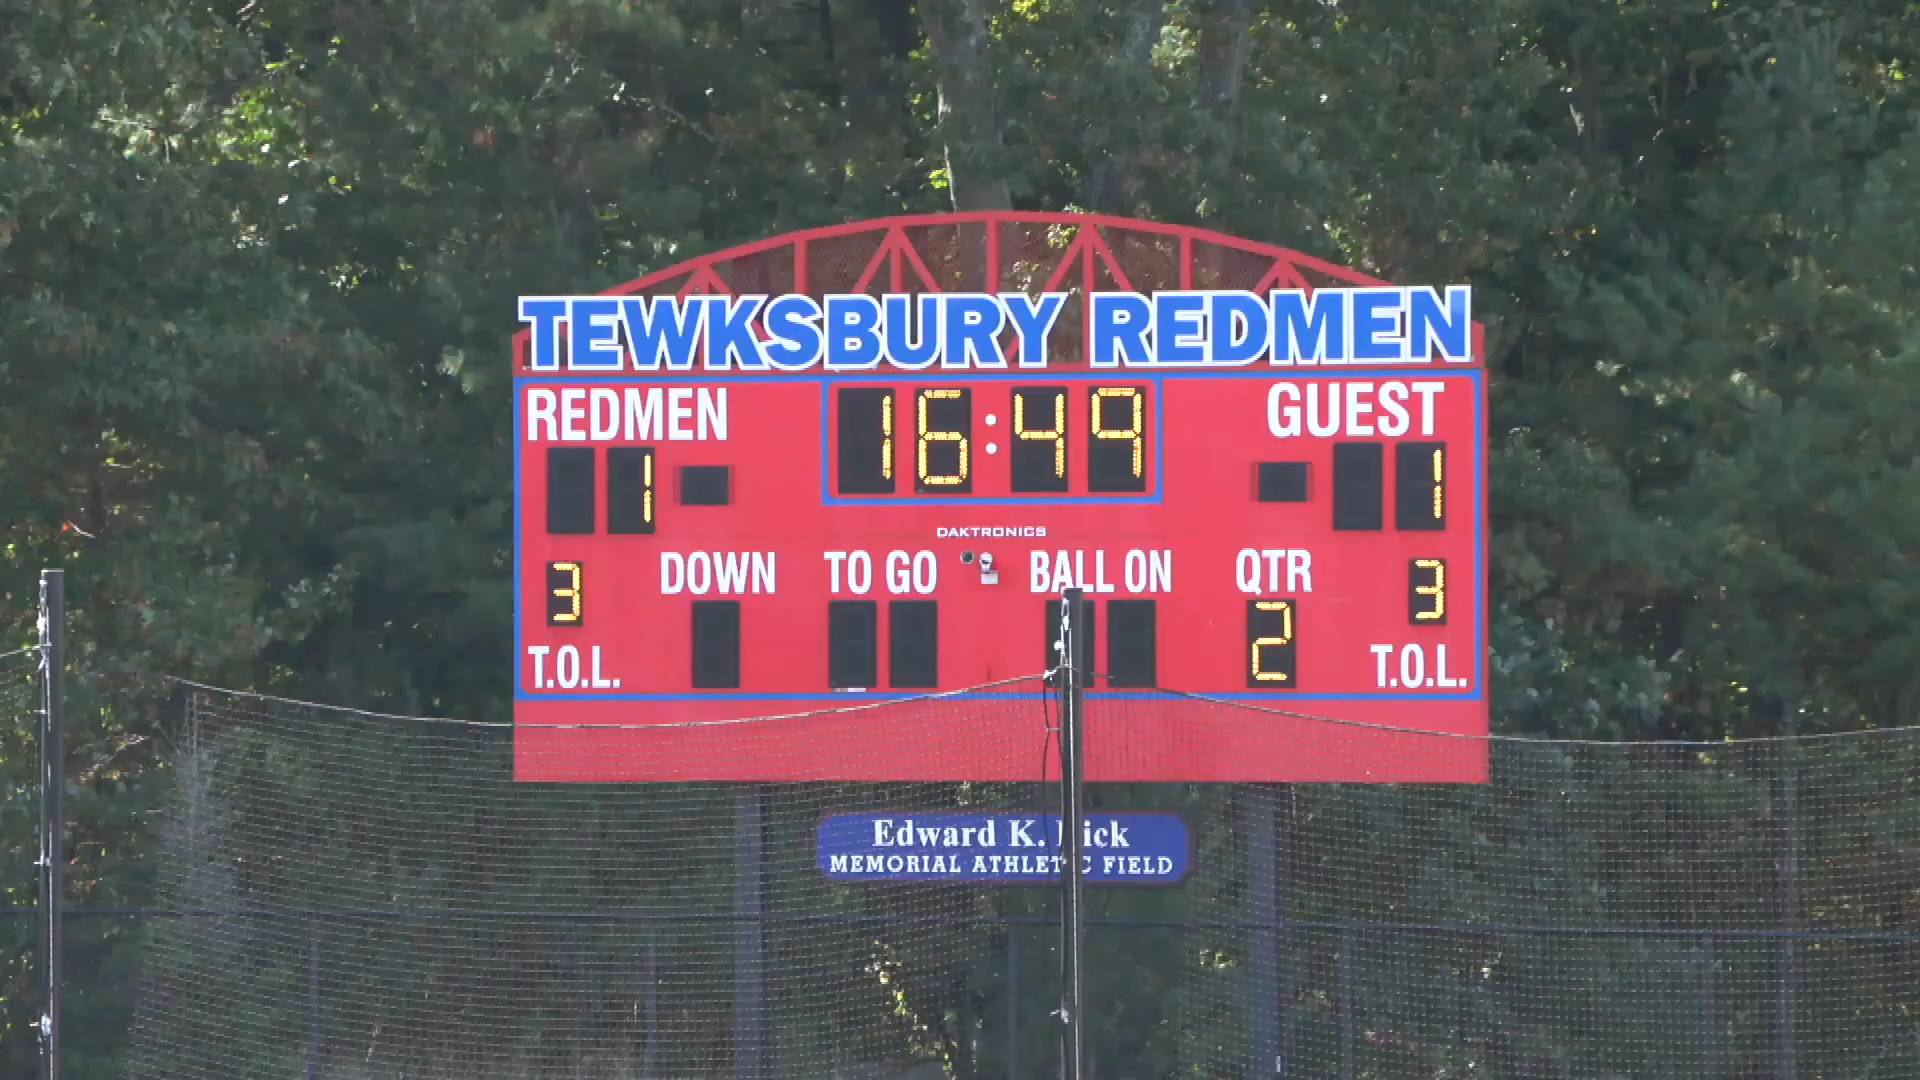 TEWKSBURY REDMEN
REDMEN 16:49 GUEST
1 1
DAKTRONICS
DOWN TO GO BALL ON QTR
3 2 3
T.O.L. T.O.L.
Edward K.
MEMORIAL ATHLETIC FIELD